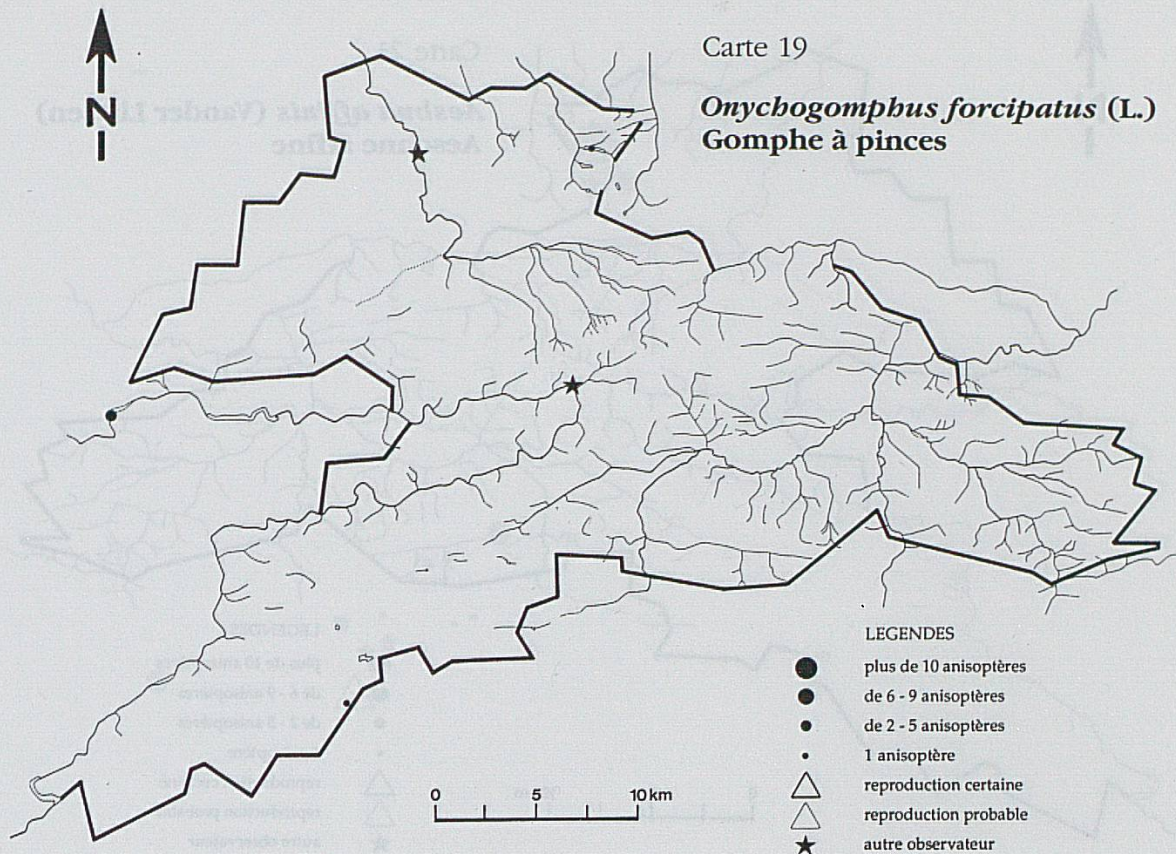 N
Carte 19
Onychogomphus forcipatus (L.)
Gomphe à pinces
LEGENDES
plus de 10 anisoptères
de 6 - 9 anisoptères
de 2 - 5 anisoptères
1 anisoptère
reproduction certaine
reproduction probable
autre observateur
0 5 10 km